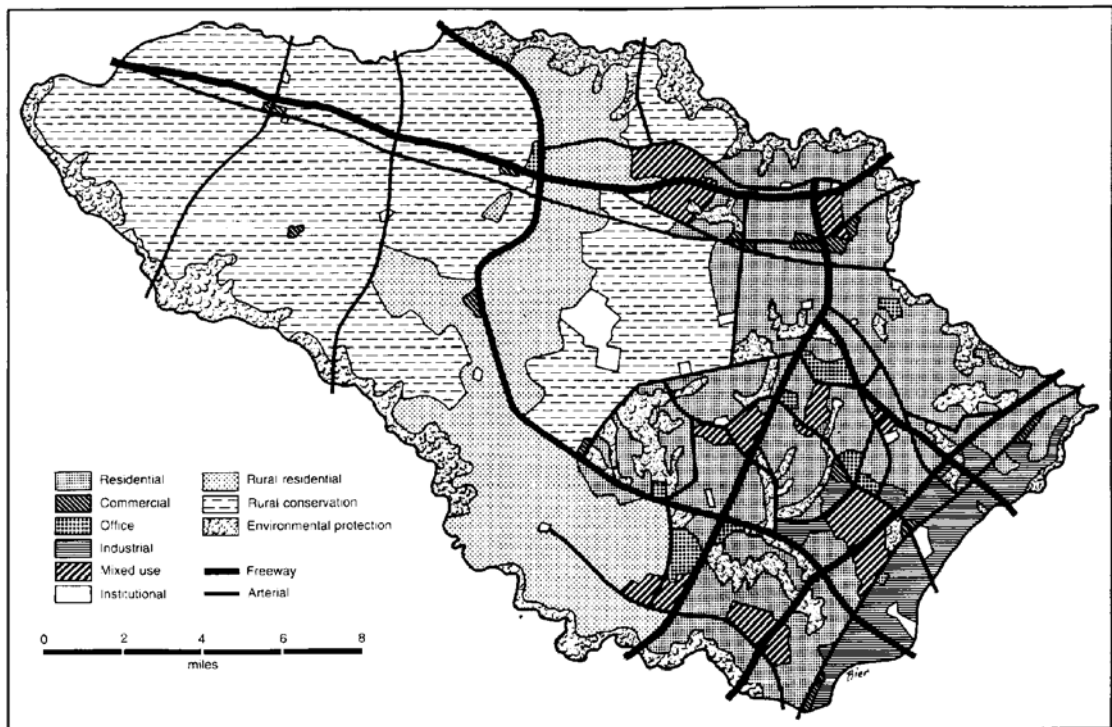 Residential
Commercial
Office
Industrial
Mixed use
Institutional
Rural residential
Rural conservation
Environmental protection
Freeway
Arterial
0 2 4 6 8
miles
Bier